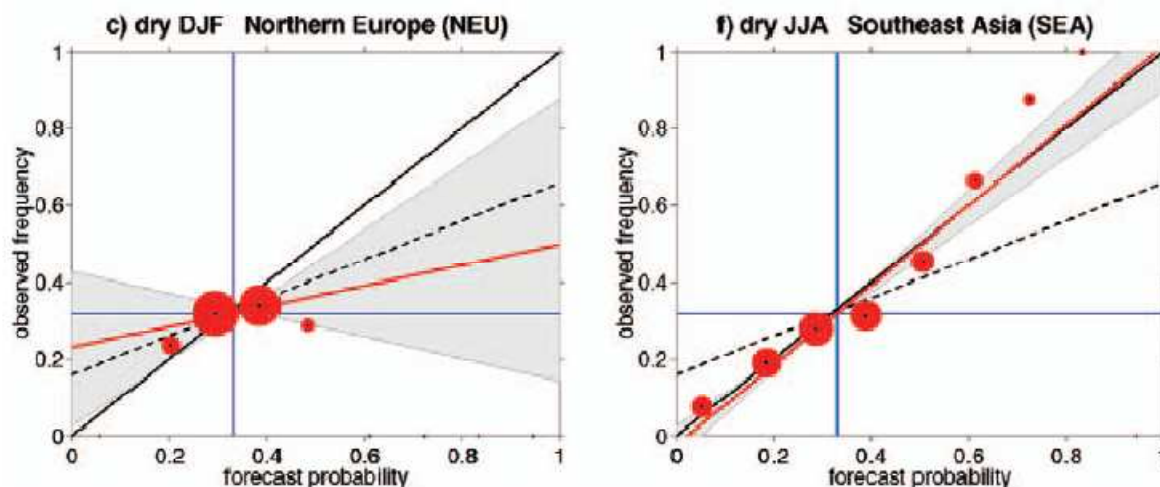 c) dry DJF Northern Europe (NEU)
1
0.8
0.6
0.4
0.2
0
observed frequency
0 0.2 0.4 0.6 0.8 1
forecast probability
f) dry JJA Southeast Asia (SEA)
1
0.8
0.6
0.4
0.2
0
observed frequency
0 0.2 0.4 0.6 0.8 1
forecast probability